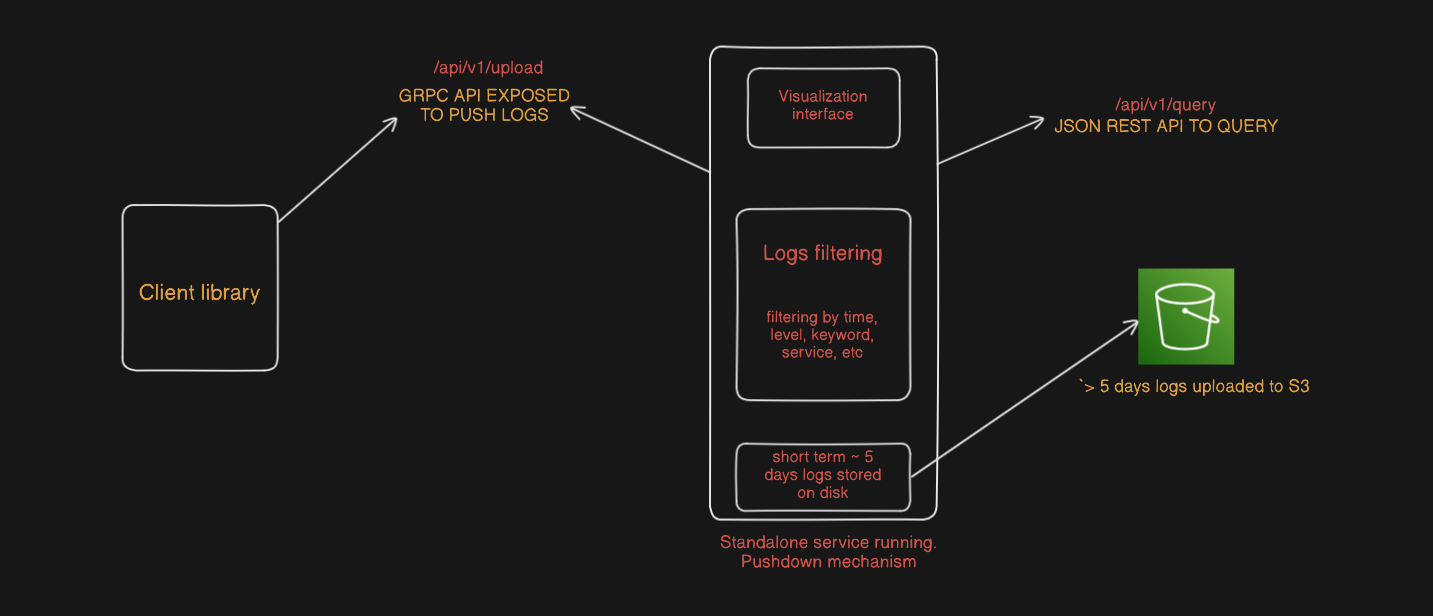 /api/v1/upload
GRPC API EXPOSED
TO PUSH LOGS
Client library
Visualization
interface
Logs filtering
filtering by time,
level, keyword,
service, etc
short term ~ 5
days logs stored
on disk
Standalone service running.
Pushdown mechanism
/api/v1/query
JSON REST API TO QUERY
`> 5 days logs uploaded to S3